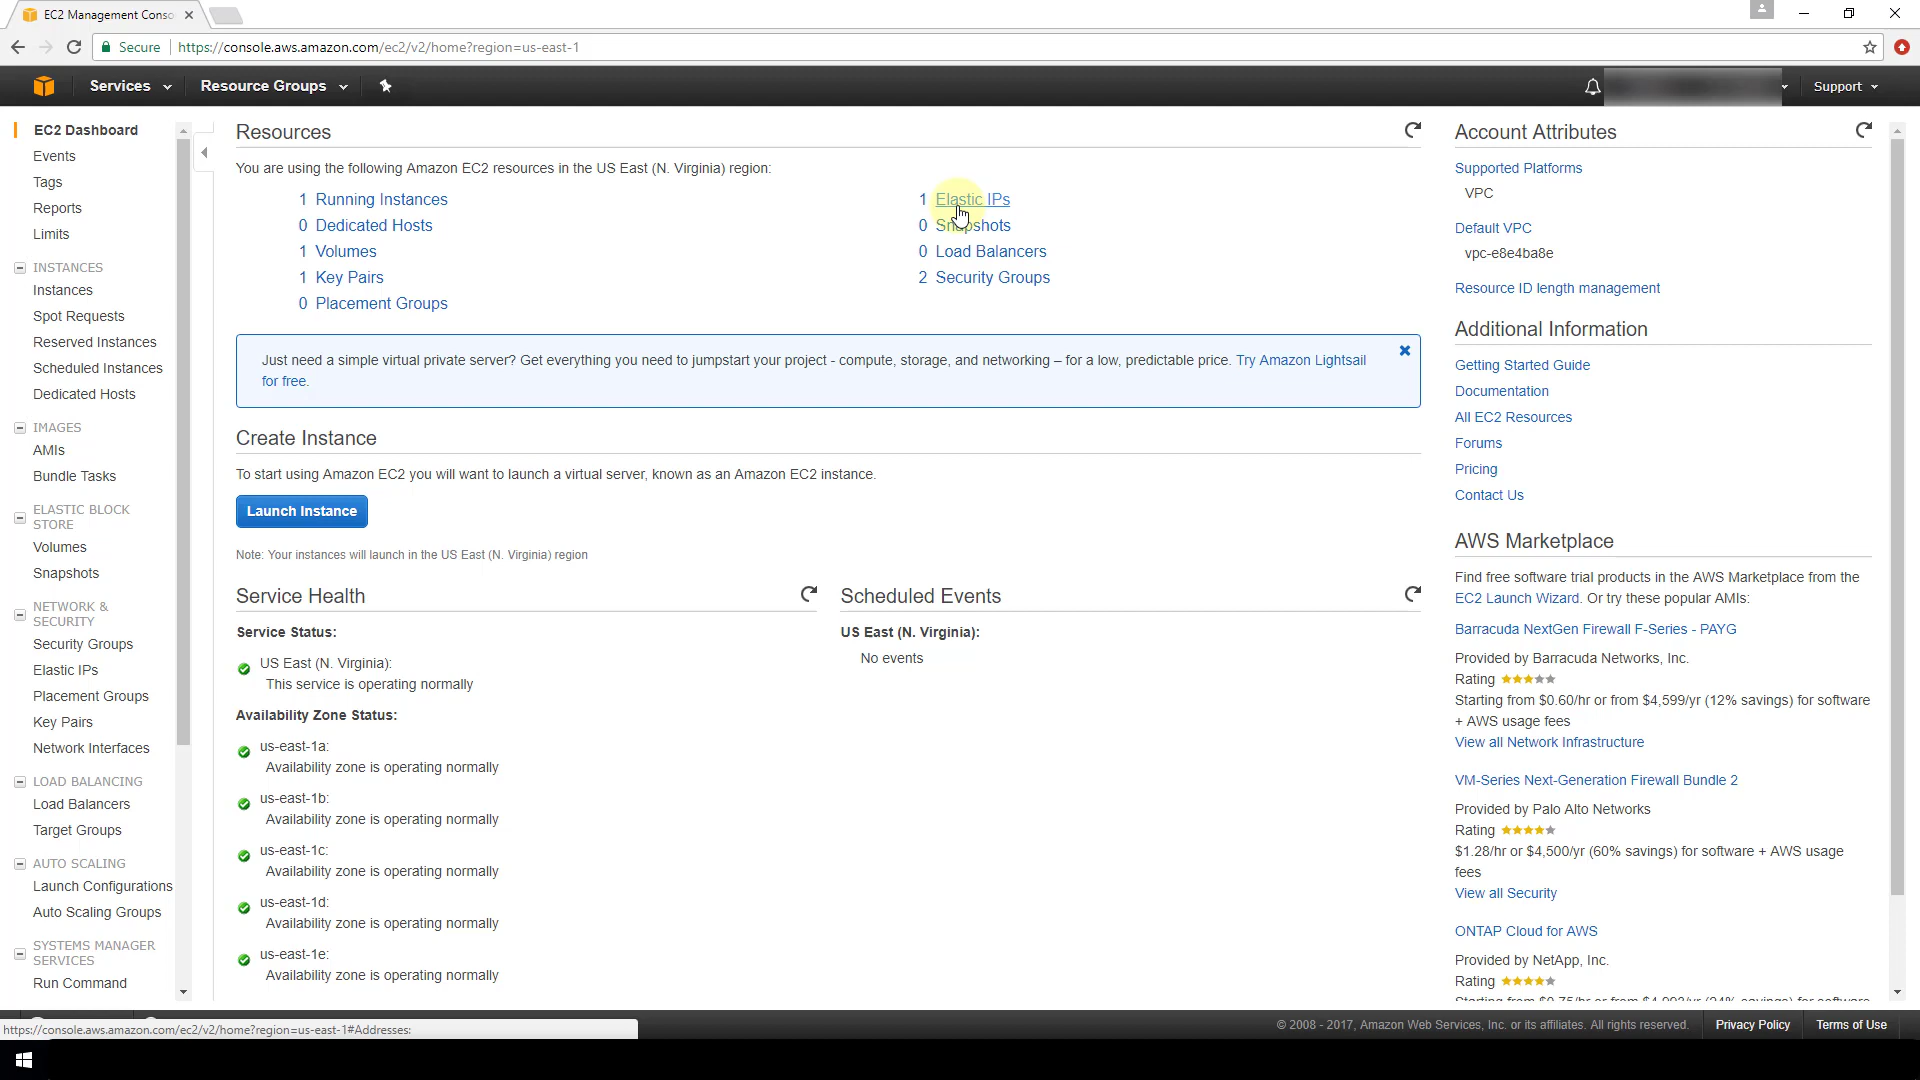 EC2 Management Conso
Secure
https://console.aws.amazon.com/ec2/v2/home?region=us-east-1
Services
Resource Groups
Support
EC2 Dashboard
Events
Tags
Reports
Limits
INSTANCES
Instances
Spot Requests
Reserved Instances
Scheduled Instances
Dedicated Hosts
IMAGES
AMIs
Bundle Tasks
ELASTIC BLOCK
STORE
Volumes
Snapshots
NETWORK &
SECURITY
Security Groups
Elastic IPs
Placement Groups
Key Pairs
Network Interfaces
LOAD BALANCING
Load Balancers
Target Groups
AUTO SCALING
Launch Configurations
Auto Scaling Groups
SYSTEMS MANAGER
SERVICES
Run Command
Resources
You are using the following Amazon EC2 resources in the US East (N. Virginia) region:
1 Running Instances
0 Dedicated Hosts
1 Volumes
1 Key Pairs
0 Placement Groups
1 Elastic IPs
0 Snapshots
0 Load Balancers
2 Security Groups
Just need a simple virtual private server? Get everything you need to jumpstart your project - compute, storage, and networking – for a low, predictable price. Try Amazon Lightsail
for free.
Create Instance
To start using Amazon EC2 you will want to launch a virtual server, known as an Amazon EC2 instance.
Launch Instance
Note: Your instances will launch in the US East (N. Virginia) region
Service Health
Service Status:
US East (N. Virginia):
This service is operating normally
Availability Zone Status:
us-east-1a:
Availability zone is operating normally
us-east-1b:
Availability zone is operating normally
us-east-1c:
Availability zone is operating normally
us-east-1d:
Availability zone is operating normally
us-east-1e:
Availability zone is operating normally
Scheduled Events
US East (N. Virginia):
No events
Account Attributes
Supported Platforms
VPC
Default VPC
vpc-e8e4ba8e
Resource ID length management
Additional Information
Getting Started Guide
Documentation
All EC2 Resources
Forums
Pricing
Contact Us
AWS Marketplace
Find free software trial products in the AWS Marketplace from the
EC2 Launch Wizard. Or try these popular AMIs:
Barracuda NextGen Firewall F-Series - PAYG
Provided by Barracuda Networks, Inc.
Rating
Starting from $0.60/hr or from $4,599/yr (12% savings) for software
+ AWS usage fees
View all Network Infrastructure
VM-Series Next-Generation Firewall Bundle 2
Provided by Palo Alto Networks
Rating
$1.28/hr or $4,500/yr (60% savings) for software + AWS usage
fees
View all Security
ONTAP Cloud for AWS
Provided by NetApp, Inc.
Rating
https://console.aws.amazon.com/ec2/v2/home?region=us-east-1#Addresses:
© 2008 - 2017, Amazon Web Services, Inc. or its affiliates. All rights reserved.
Privacy Policy
Terms of Use